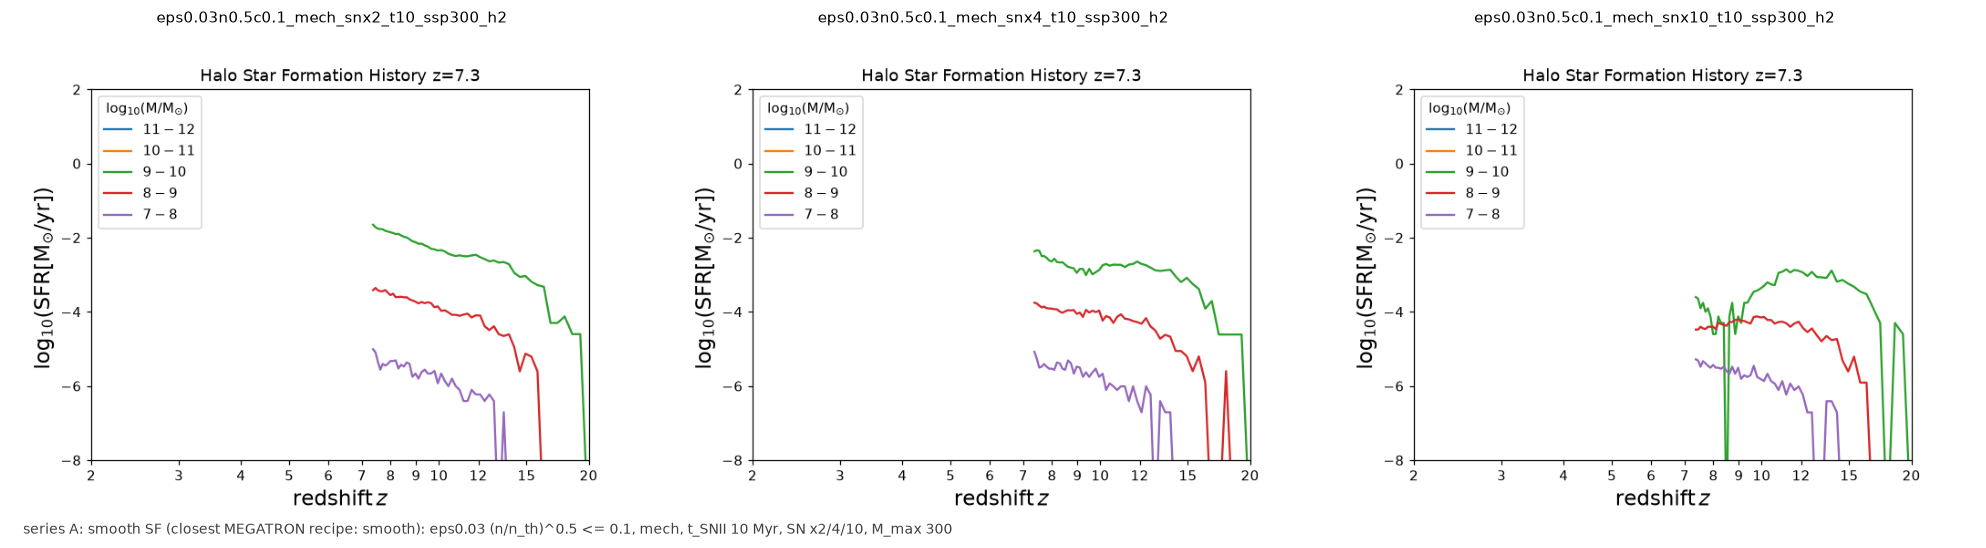 eps0.03n0.5c0.1_mech_snx2_t10_ssp300_h2
Halo Star Formation History z=7.3
log10(SFR[M⊙/yr])
2
0
−2
−4
−6
−8
log10(M/M⊙)
11 − 12
10 − 11
9 − 10
8 − 9
7 − 8
2 3 4 5 6 7 8 9 10 12 15 20
redshift z
eps0.03n0.5c0.1_mech_snx4_t10_ssp300_h2
Halo Star Formation History z=7.3
log10(SFR[M⊙/yr])
2
0
−2
−4
−6
−8
log10(M/M⊙)
11 − 12
10 − 11
9 − 10
8 − 9
7 − 8
2 3 4 5 6 7 8 9 10 12 15 20
redshift z
eps0.03n0.5c0.1_mech_snx10_t10_ssp300_h2
Halo Star Formation History z=7.3
log10(SFR[M⊙/yr])
2
0
−2
−4
−6
−8
log10(M/M⊙)
11 − 12
10 − 11
9 − 10
8 − 9
7 − 8
2 3 4 5 6 7 8 9 10 12 15 20
redshift z
series A: smooth SF (closest MEGATRON recipe: smooth): eps0.03 (n/n_th)^0.5 <= 0.1, mech, t_SNII 10 Myr, SN x2/4/10, M_max 300